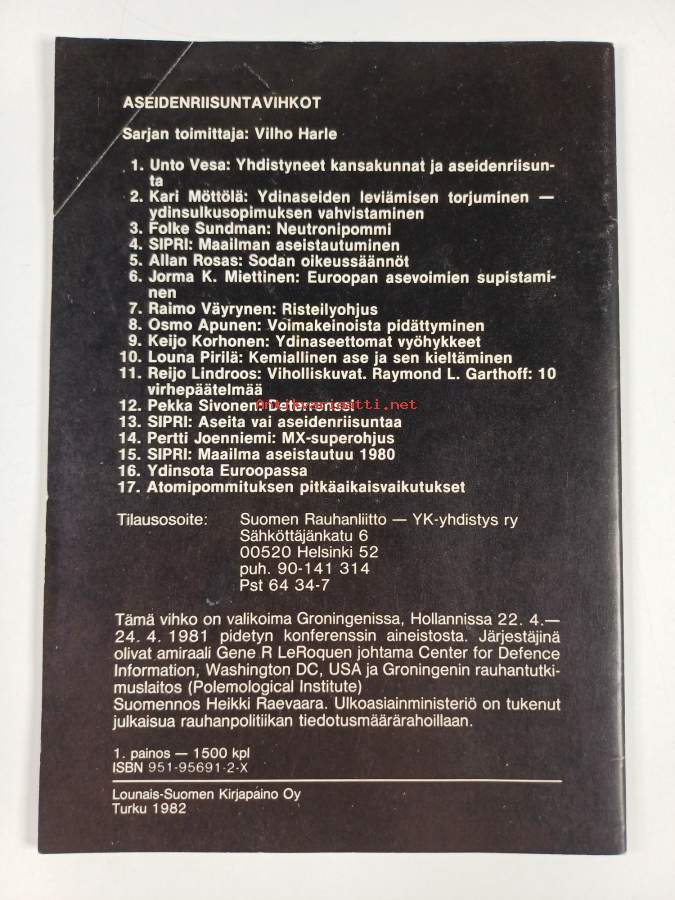 ASEIDENRIISUNTAVIHKOT
Sarjan toimittaja: Vilho Harle
1. Unto Vesa: Yhdistyneet kansakunnat ja aseidenriisun-
ta
2. Kari Möttölä: Ydinaseiden leviämisen torjuminen —
ydinsulkusopimuksen vahvistaminen
3. Folke Sundman: Neutronipommi
4. SIPRI: Maailman aseistautuminen
5. Allan Rosas: Sodan oikeussäännöt
6. Jorma K. Miettinen: Euroopan asevoimien supistami-
nen
7. Raimo Väyrynen: Risteilyohjus
8. Osmo Apunen: Voimakeinoista pidättyminen
9. Keijo Korhonen: Ydinaseettomat vyöhykkeet
10. Louna Pirilä: Kemiallinen ase ja sen kieltäminen
11. Reijo Lindroos: Viholliskuvat. Raymond L. Garthoff: 10
virhepäätelmää
12. Pekka Sivonen: Deterrenssi
antikvariaatti.net
13. SIPRI: Aseita vai aseidenriisuntaa
14. Pertti Joenniemi: MX-superohjus
15. SIPRI: Maailma aseistautuu 1980
16. Ydinsota Euroopassa
17. Atomipommituksen pitkäaikaisvaikutukset
Tilausosoite: Suomen Rauhanliitto — YK-yhdistys ry
Sähköttäjänkatu 6
00520 Helsinki 52
puh. 90-141 314
Pst 64 34-7
Tämä vihko on valikoima Groningenissa, Hollannissa 22. 4.—
24. 4. 1981 pidetyn konferenssin aineistosta. Järjestäjinä
olivat amiraali Gene R LeRoquen johtama Center for Defence
Information, Washington DC, USA ja Groningenin rauhantutki-
muslaitos (Polemological Institute)
Suomennos Heikki Raevaara. Ulkoasiainministeriö on tukenut
julkaisua rauhanpolitiikan tiedotusmäärärahoillaan.
1. painos — 1500 kpl
ISBN 951-95691-2-X
Lounais-Suomen Kirjapaino Oy
Turku 1982